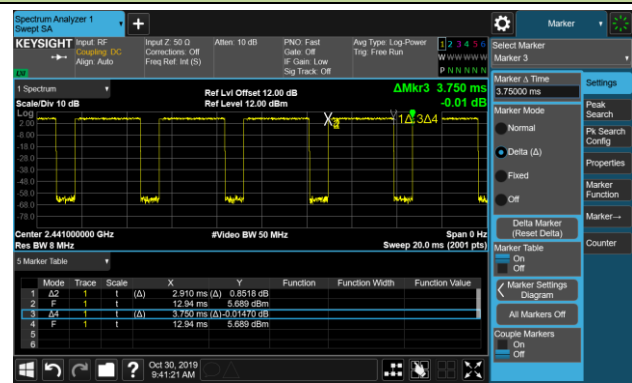 Spectrum Analyzer 1
Swept SA
+
Marker
KEYSIGHT Input: RF
Coupling: DC
Align: Auto
Input Z: 50 Ω
Corrections: Off
Freq Ref: Int (S)
Atten: 10 dB
PNO: Fast
Gate: Off
IF Gain: Low
Sig Track: Off
Avg Type: Log-Power
Trig: Free Run
1 2 3 4 5 6
W W W W W W
P N N N N N
LXI
Select Marker
Marker 3
1 Spectrum
Scale/Div 10 dB
Ref Lvl Offset 12.00 dB
Ref Level 12.00 dBm
ΔMkr3 3.750 ms
-0.01 dB
Log
2.00
-8.00
-18.0
-28.0
-38.0
-48.0
-58.0
-68.0
-78.0
1Δ2 3Δ4
Center 2.441000000 GHz
Res BW 8 MHz
#Video BW 50 MHz
Span 0 Hz
Sweep 20.0 ms (2001 pts)
5 Marker Table
Mode Trace Scale X Y Function Function Width Function Value
1 Δ2 1 t (Δ) 2.910 ms (Δ) 0.8518 dB
2 F 1 t 12.94 ms 5.689 dBm
3 Δ4 1 t (Δ) 3.750 ms (Δ) -0.01470 dB
4 F 1 t 12.94 ms 5.689 dBm
5
6
Marker Δ Time
3.75000 ms
Marker Mode
Normal
Delta (Δ)
Fixed
Off
Delta Marker
(Reset Delta)
Marker Table
On
Off
Marker Settings
Diagram
All Markers Off
Couple Markers
On
Off
Settings
Peak
Search
Pk Search
Config
Properties
Marker
Function
Marker→
Counter
?
Oct 30, 2019
9:41:21 AM